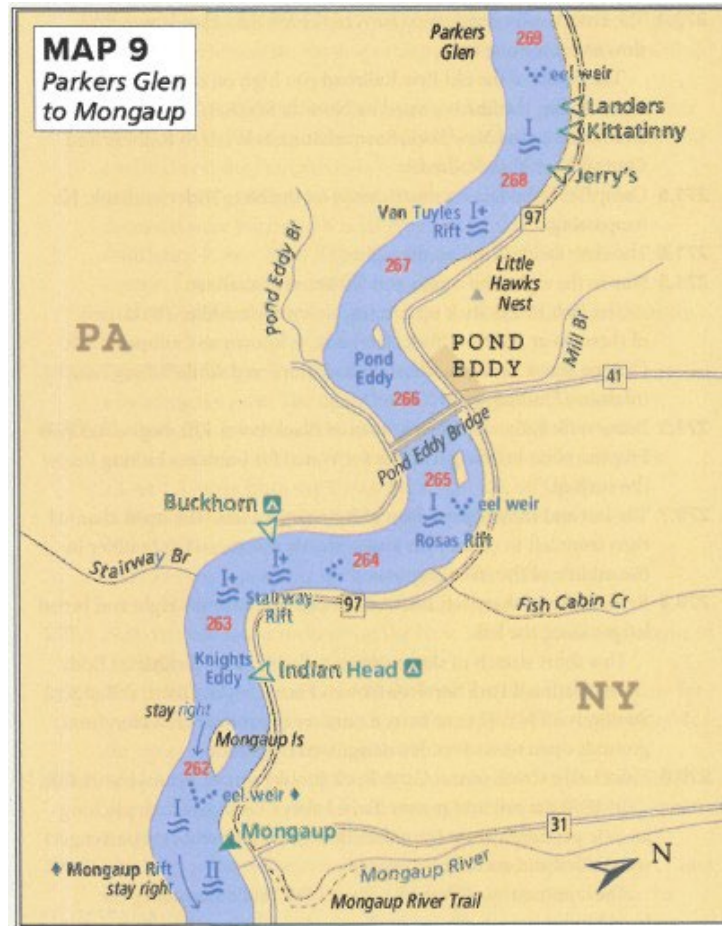 MAP 9
Parkers Glen
to Mongaup
Parkers
Glen
269
eel weir
Landers
I
Kittatinny
268
Jerry's
Van Tuyles
Rift
I+
97
267
Little
Hawks
Nest
Pond Eddy Br
PA
Mill Br
Pond
Eddy
POND
EDDY
41
266
Pond Eddy Bridge
265
I
eel weir
Rosas Rift
Buckhorn
Stairway Br
I+
I+
264
Stairway
Rift
97
Fish Cabin Cr
263
Knights
Eddy
Indian Head
NY
stay right
Mongaup Is
262
eel weir
I
Mongaup
31
Mongaup Rift
stay right
II
Mongaup River
Mongaup River Trail
N